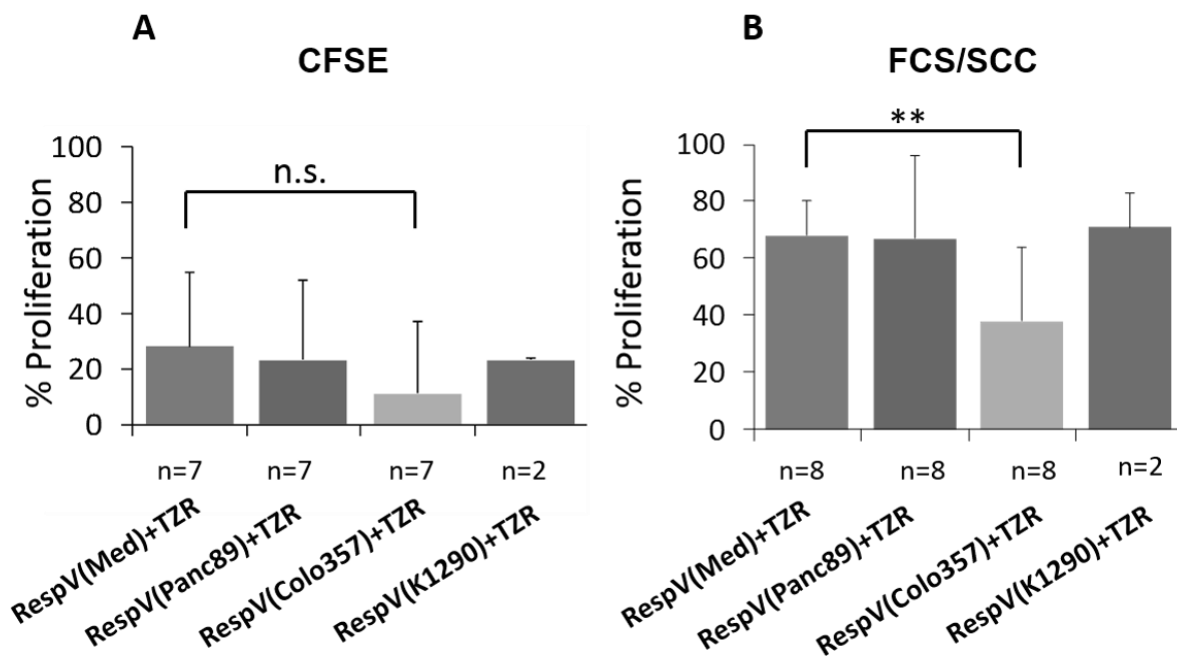 A
CFSE
% Proliferation
100
80
60
40
20
0
n.s.
n=7
n=7
n=7
n=2
RespV(Med)+TZR
RespV(Panc89)+TZR
RespV(Colo357)+TZR
RespV(K1290)+TZR
B
FCS/SCC
% Proliferation
100
80
60
40
20
0
**
n=8
n=8
n=8
n=2
RespV(Med)+TZR
RespV(Panc89)+TZR
RespV(Colo357)+TZR
RespV(K1290)+TZR